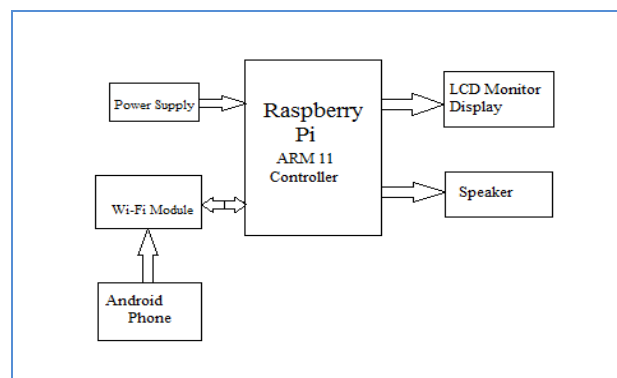 Power Supply
Raspberry
Pi
ARM 11
Controller
LCD Monitor
Display
Wi-Fi Module
Speaker
Android
Phone